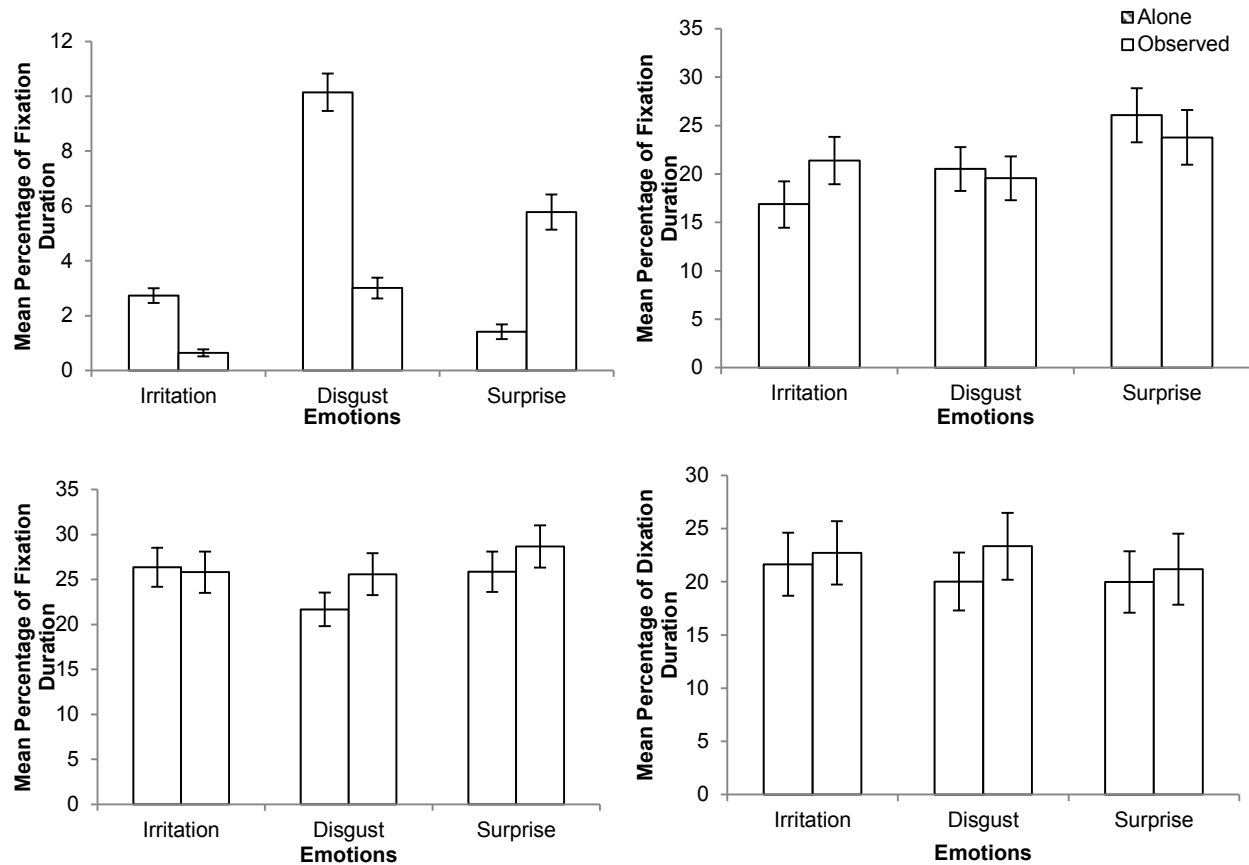 Mean Percentage of Fixation
Duration
12
10
8
6
4
2
0
Irritation
Disgust
Surprise
Emotions
Alone
Observed
Mean Percentage of Fixation
Duration
35
30
25
20
15
10
5
0
Irritation
Disgust
Surprise
Emotions
Mean Percentage of Fixation
Duration
35
30
25
20
15
10
5
0
Irritation
Disgust
Surprise
Emotions
Mean Percentage of Dixation
Duration
30
25
20
15
10
5
0
Irritation
Disgust
Surprise
Emotions